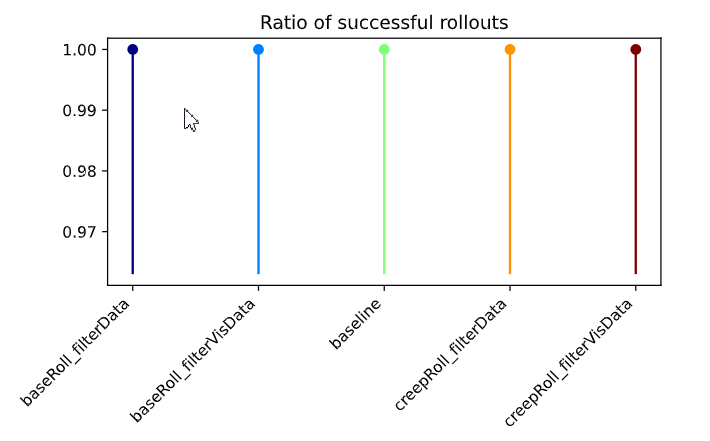 Ratio of successful rollouts
1.00
0.99
0.98
0.97
baseRoll_filterData
baseRoll_filterVisData
baseline
creepRoll_filterData
creepRoll_filterVisData